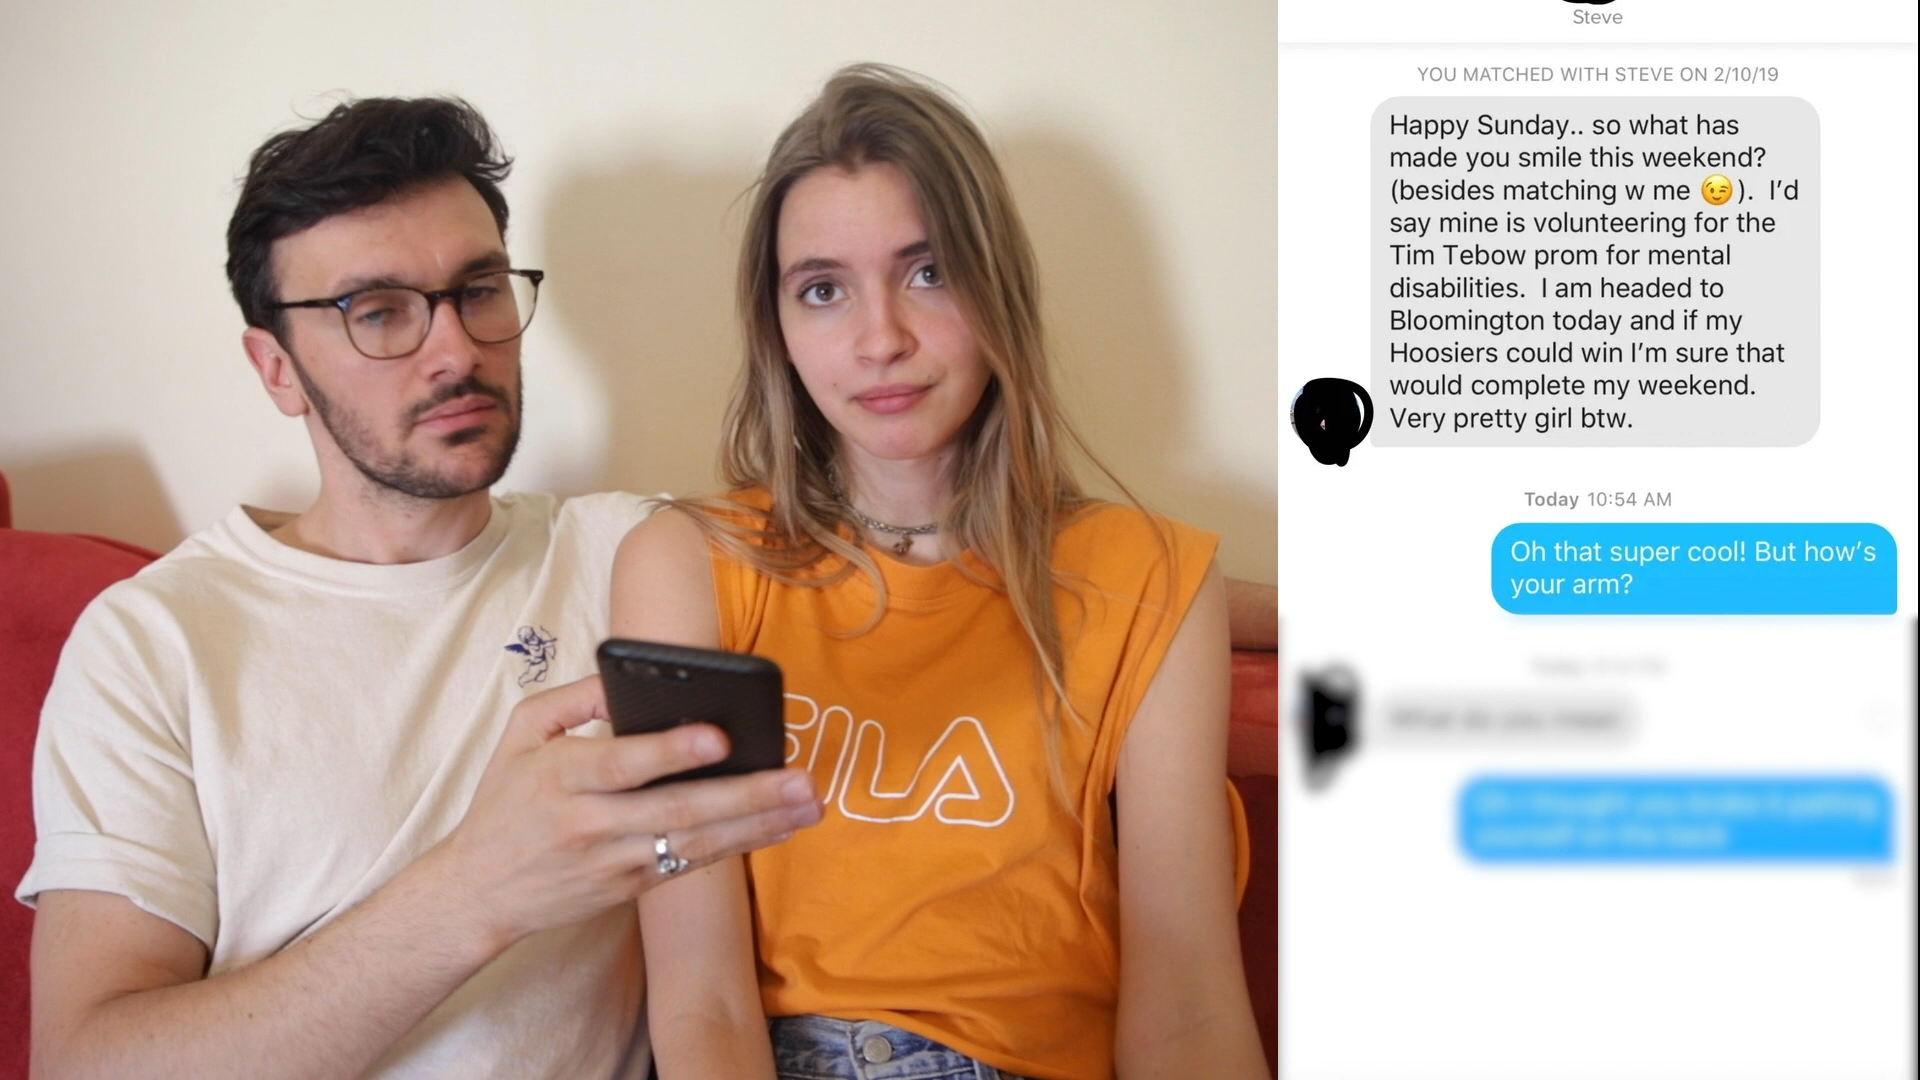 FILA
Steve
YOU MATCHED WITH STEVE ON 2/10/19
Happy Sunday.. so what has
made you smile this weekend?
(besides matching w me 😉).  I'd
say mine is volunteering for the
Tim Tebow prom for mental
disabilities.  I am headed to
Bloomington today and if my
Hoosiers could win I'm sure that
would complete my weekend.
Very pretty girl btw.
Today 10:54 AM
Oh that super cool! But how's
your arm?